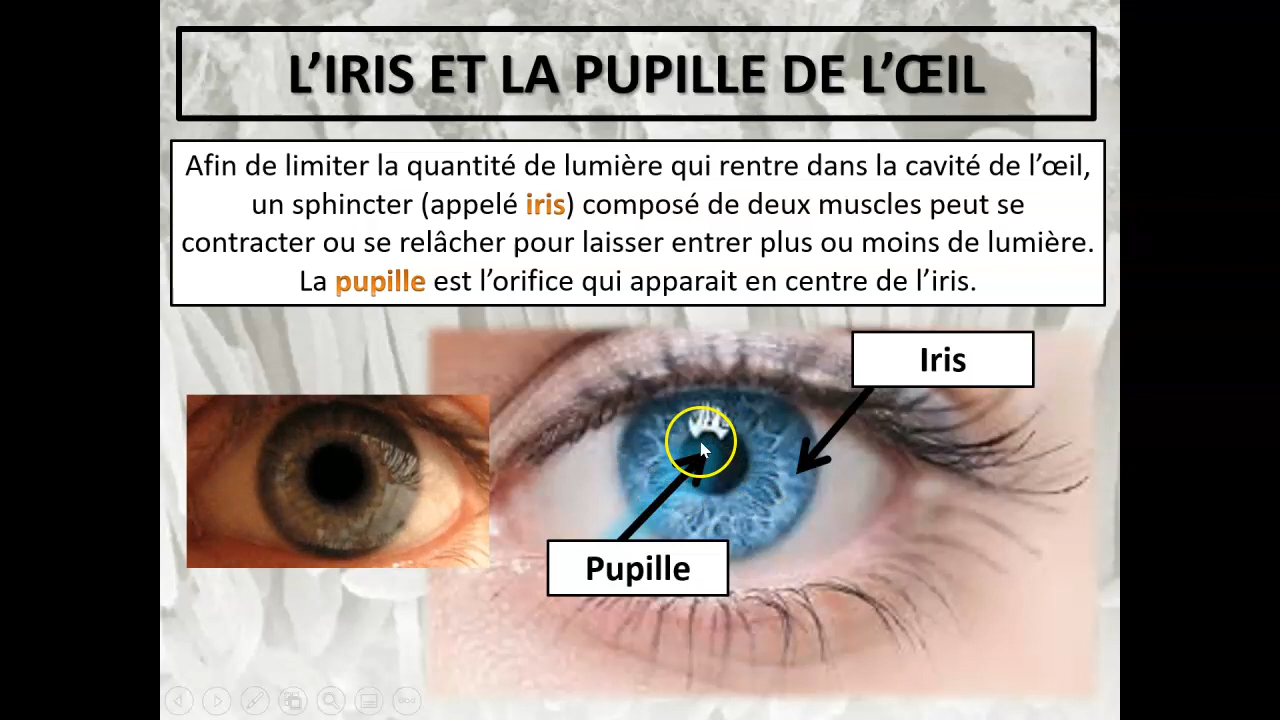 L’IRIS ET LA PUPILLE DE L’ŒIL
Afin de limiter la quantité de lumière qui rentre dans la cavité de l’œil,
un sphincter (appelé iris) composé de deux muscles peut se
contracter ou se relâcher pour laisser entrer plus ou moins de lumière.
La pupille est l’orifice qui apparait en centre de l’iris.
Iris
Pupille